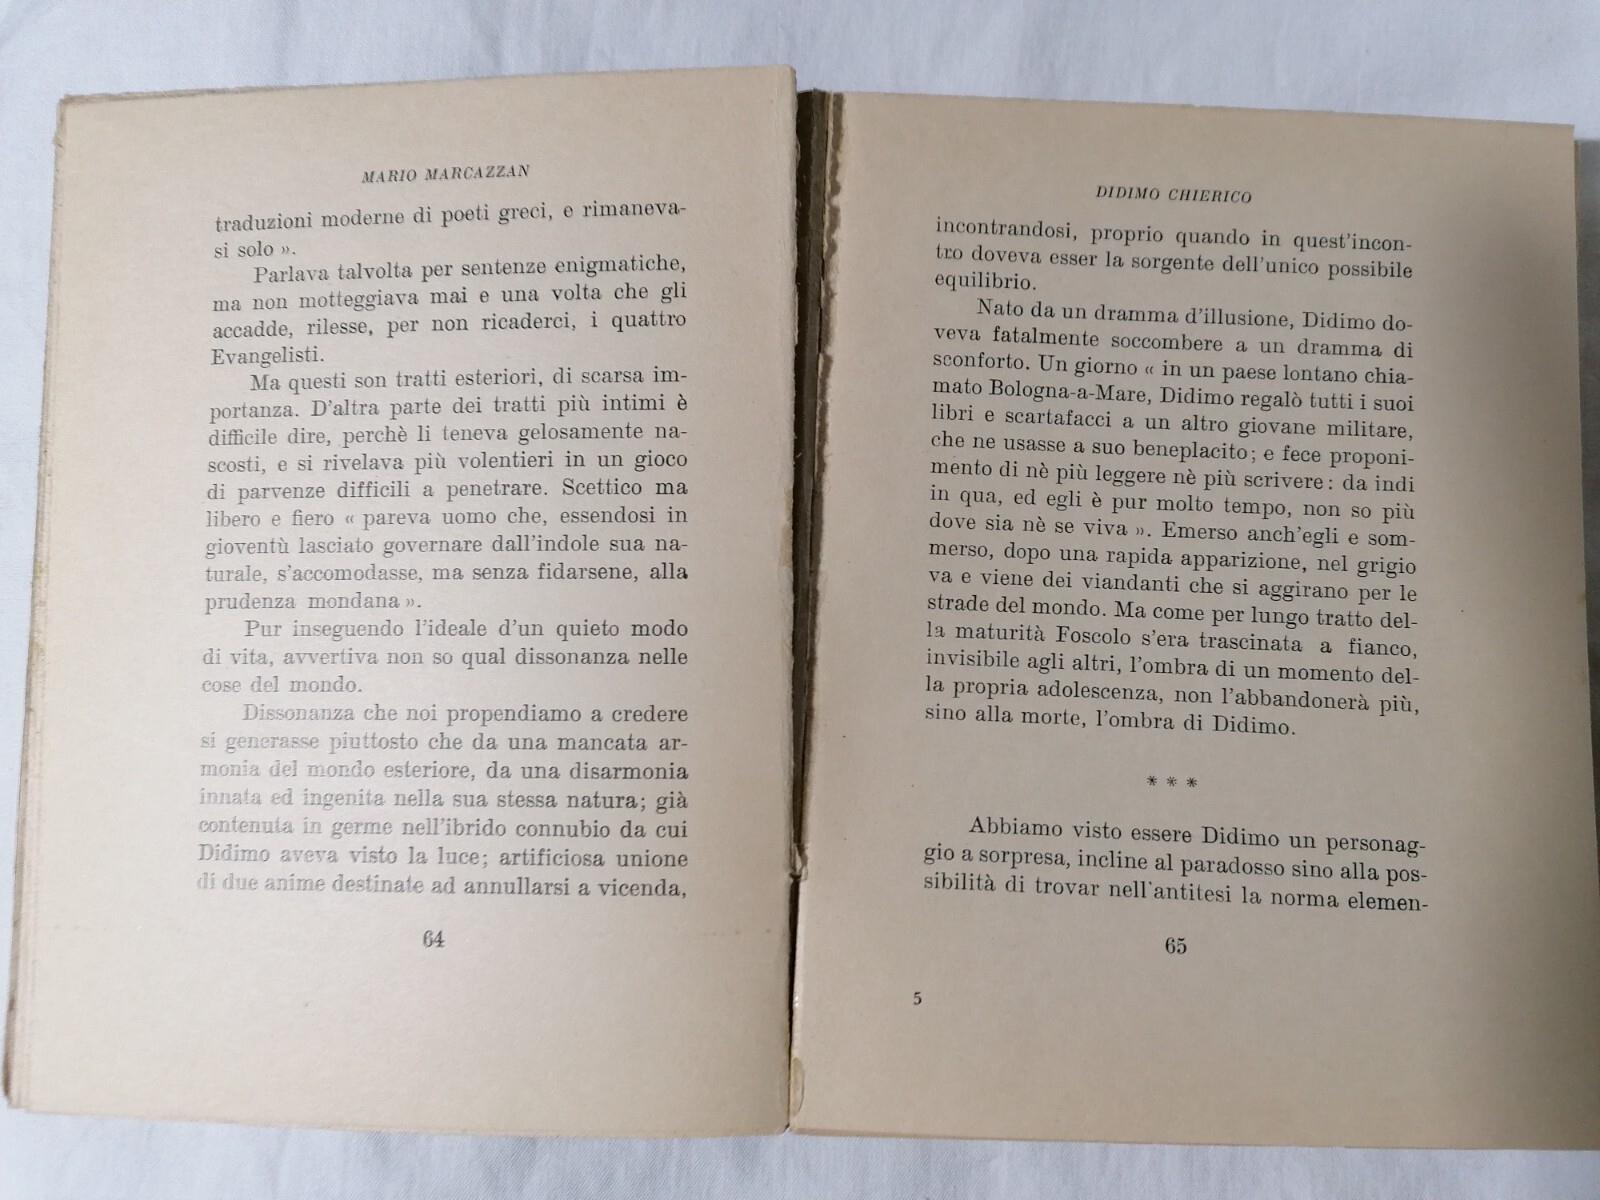 MARIO MARCAZZAN
traduzioni moderne di poeti greci, e rimaneva-
si solo ».
Parlava talvolta per sentenze enigmatiche,
ma non motteggiava mai e una volta che gli
accadde, rilesse, per non ricaderci, i quattro
Evangelisti.
Ma questi son tratti esteriori, di scarsa im-
portanza. D'altra parte dei tratti più intimi è
difficile dire, perchè li teneva gelosamente na-
scosti, e si rivelava più volentieri in un gioco
di parvenze difficili a penetrare. Scettico ma
libero e fiero « pareva uomo che, essendosi in
gioventù lasciato governare dall'indole sua na-
turale, s'accomodasse, ma senza fidarsene, alla
prudenza mondana ».
Pur inseguendo l'ideale d'un quieto modo
di vita, avvertiva non so qual dissonanza nelle
cose del mondo.
Dissonanza che noi propendiamo a credere
si generasse piuttosto che da una mancata ar-
monia del mondo esteriore, da una disarmonia
innata ed ingenita nella sua stessa natura; già
contenuta in germe nell'ibrido connubio da cui
Didimo aveva visto la luce; artificiosa unione
di due anime destinate ad annullarsi a vicenda,
64
DIDIMO CHIERICO
incontrandosi, proprio quando in quest'incon-
tro doveva esser la sorgente dell'unico possibile
equilibrio.
Nato da un dramma d'illusione, Didimo do-
veva fatalmente soccombere a un dramma di
sconforto. Un giorno « in un paese lontano chia-
mato Bologna-a-Mare, Didimo regalò tutti i suoi
libri e scartafacci a un altro giovane militare,
che ne usasse a suo beneplacito; e fece proponi-
mento di nè più leggere nè più scrivere: da indi
in qua, ed egli è pur molto tempo, non so più
dove sia nè se viva ». Emerso anch'egli e som-
merso, dopo una rapida apparizione, nel grigio
va e viene dei viandanti che si aggirano per le
strade del mondo. Ma come per lungo tratto del-
la maturità Foscolo s'era trascinata a fianco,
invisibile agli altri, l'ombra di un momento del-
la propria adolescenza, non l'abbandonerà più,
sino alla morte, l'ombra di Didimo.
* * *
Abbiamo visto essere Didimo un personag-
gio a sorpresa, incline al paradosso sino alla pos-
sibilità di trovar nell'antitesi la norma elemen-
65
5